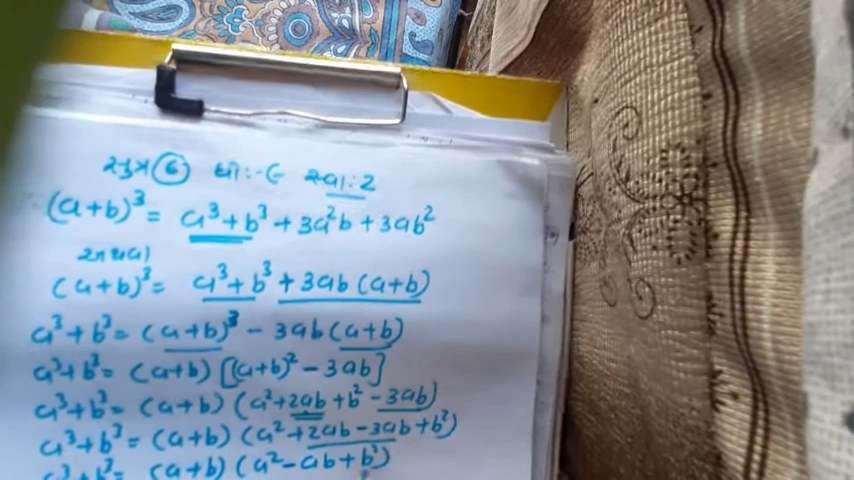 સૂત્ર ⑥ ધો:-૯ સ્વા:2
(a+b)³ = a³+b³+3a²b+3ab²
અથવા
(a+b)³ = a³+b³+3ab(a+b)
a³+b³ = (a+b)³ - 3ab(a+b)
a³+b³ = (a+b)[(a+b)²-3ab]
a³+b³ = (a+b)(a²+2ab+b²-3ab)
a³+b³ = (a+b)(a²+2ab-3ab+b²)
a³+b³ = (a+b)(a²-ab+b²)